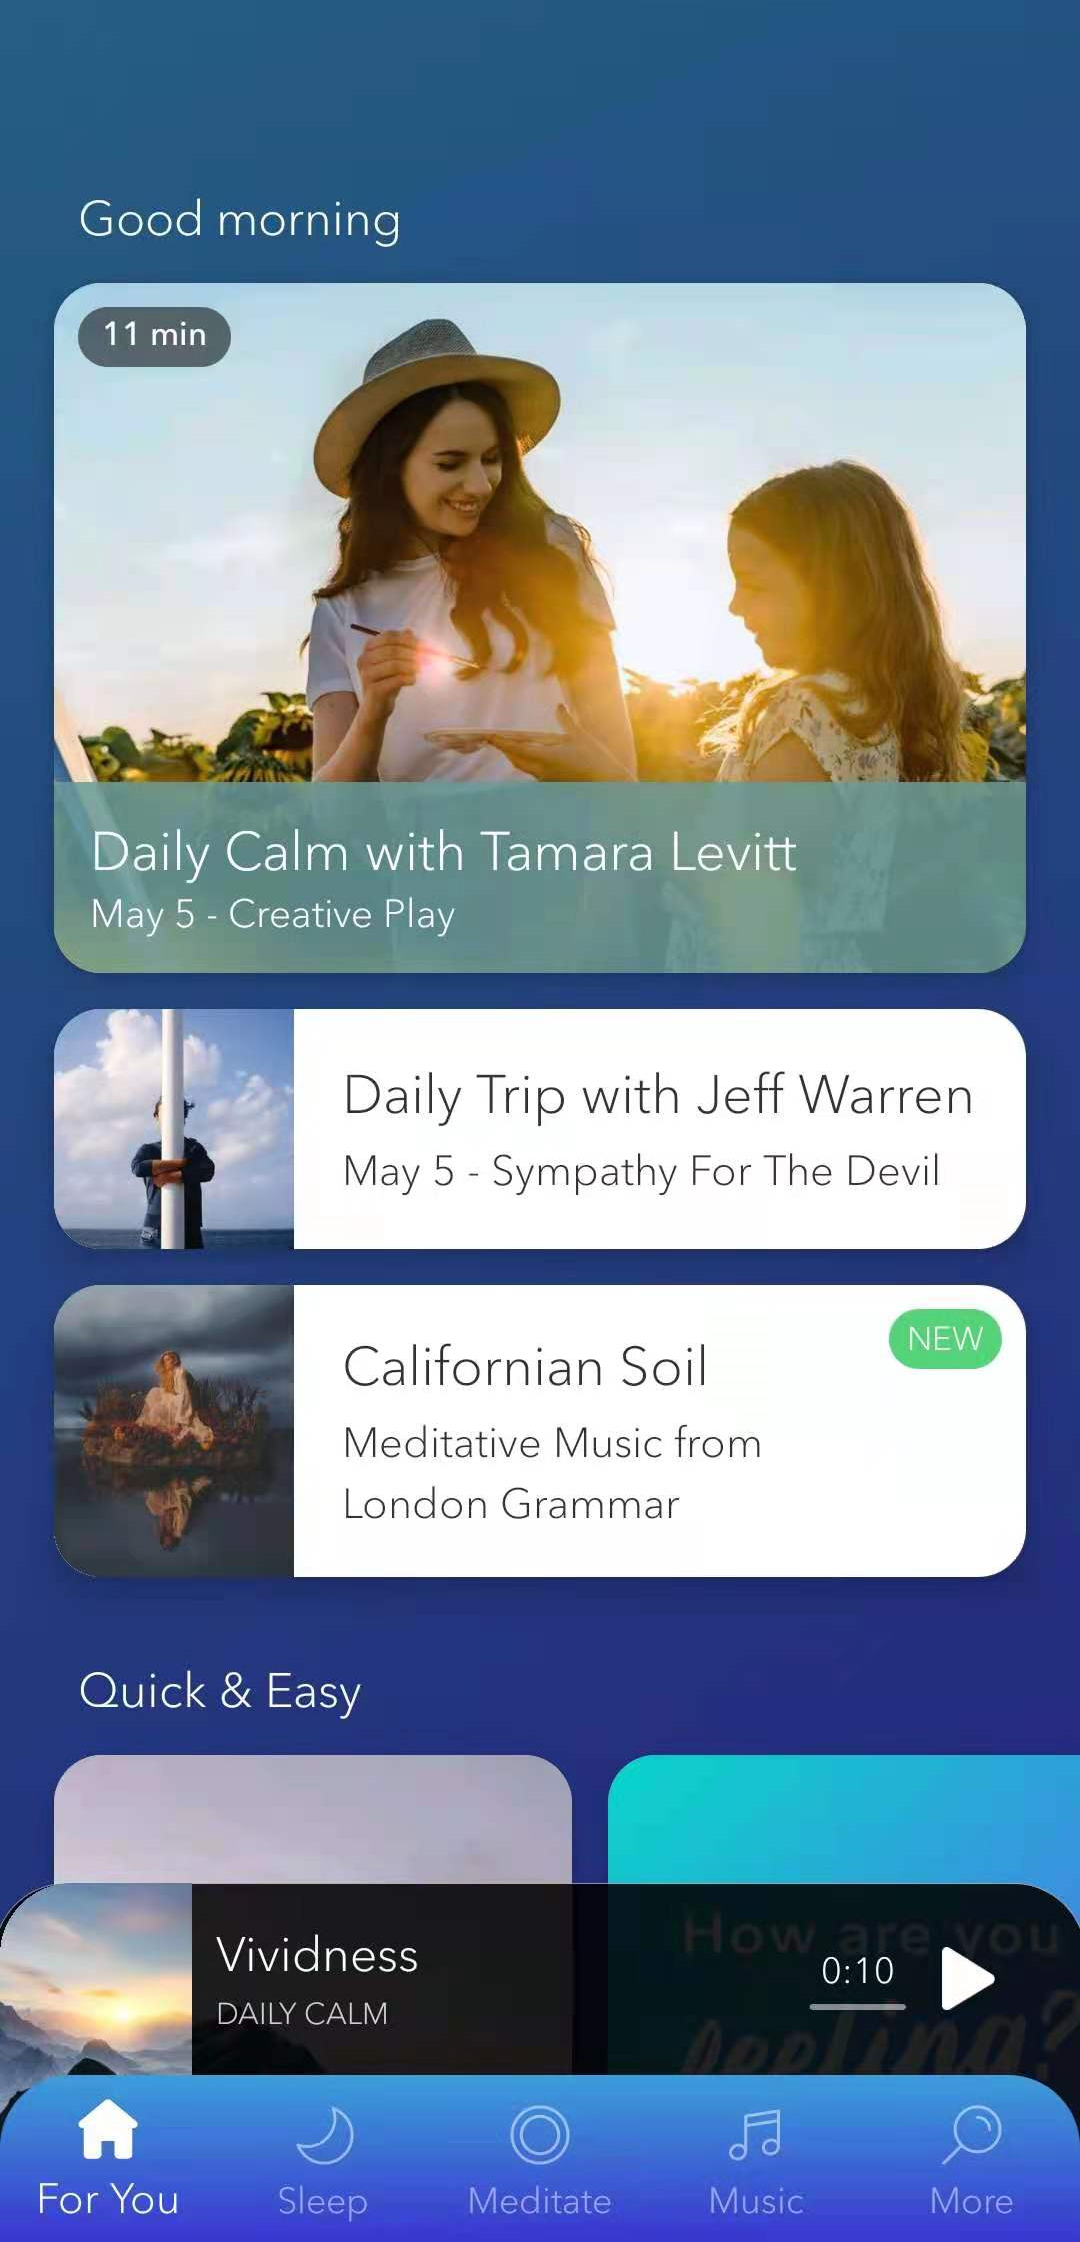 Good morning
11 min
Daily Calm with Tamara Levitt
May 5 - Creative Play
Daily Trip with Jeff Warren
May 5 - Sympathy For The Devil
NEW
Californian Soil
Meditative Music from
London Grammar
Quick & Easy
How are you
feeling?
Vividness
DAILY CALM
0:10
For You
Sleep
Meditate
Music
More